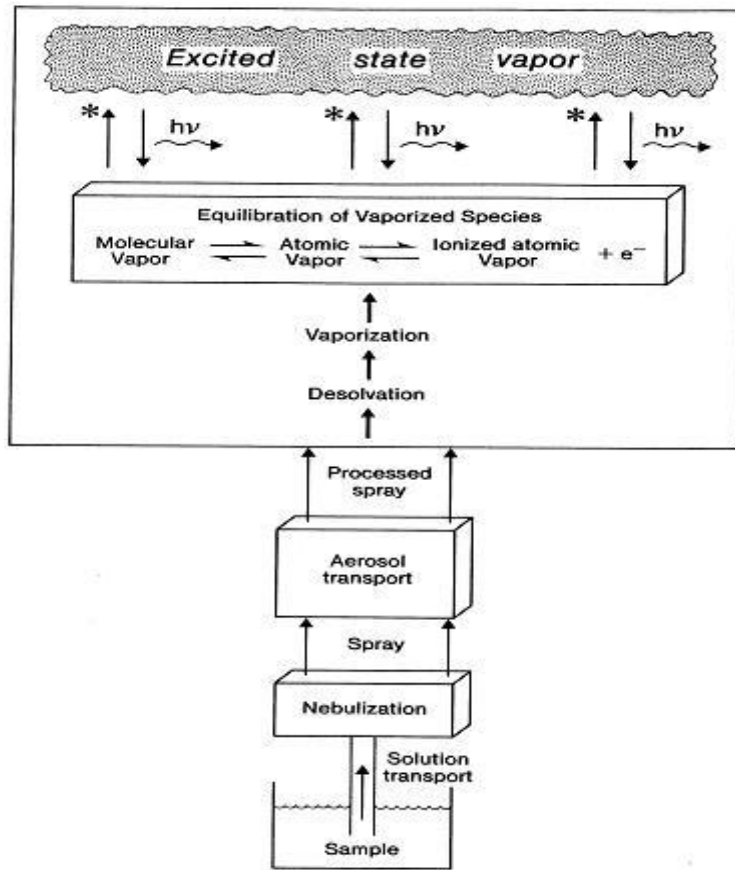 Excited state vapor
* hν * hν * hν
Equilibration of Vaporized Species
Molecular Vapor ⇌ Atomic Vapor ⇌ Ionized atomic Vapor + e⁻
Vaporization
Desolvation
Processed
spray
Aerosol
transport
Spray
Nebulization
Solution
transport
Sample